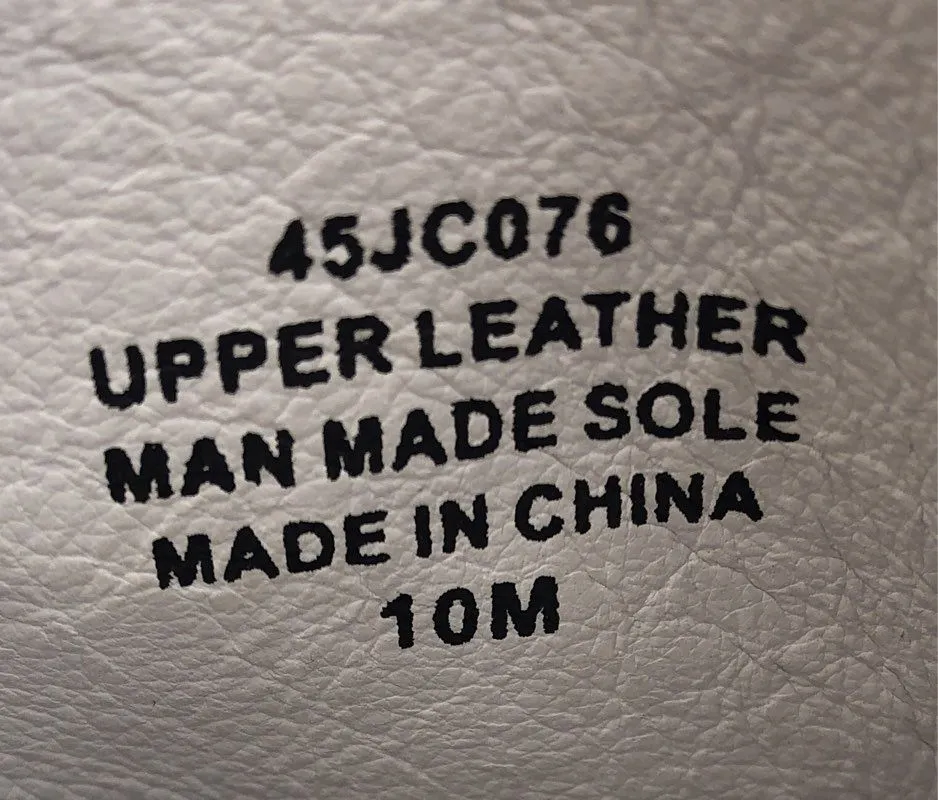 45JC076
UPPER LEATHER
MAN MADE SOLE
MADE IN CHINA
10M